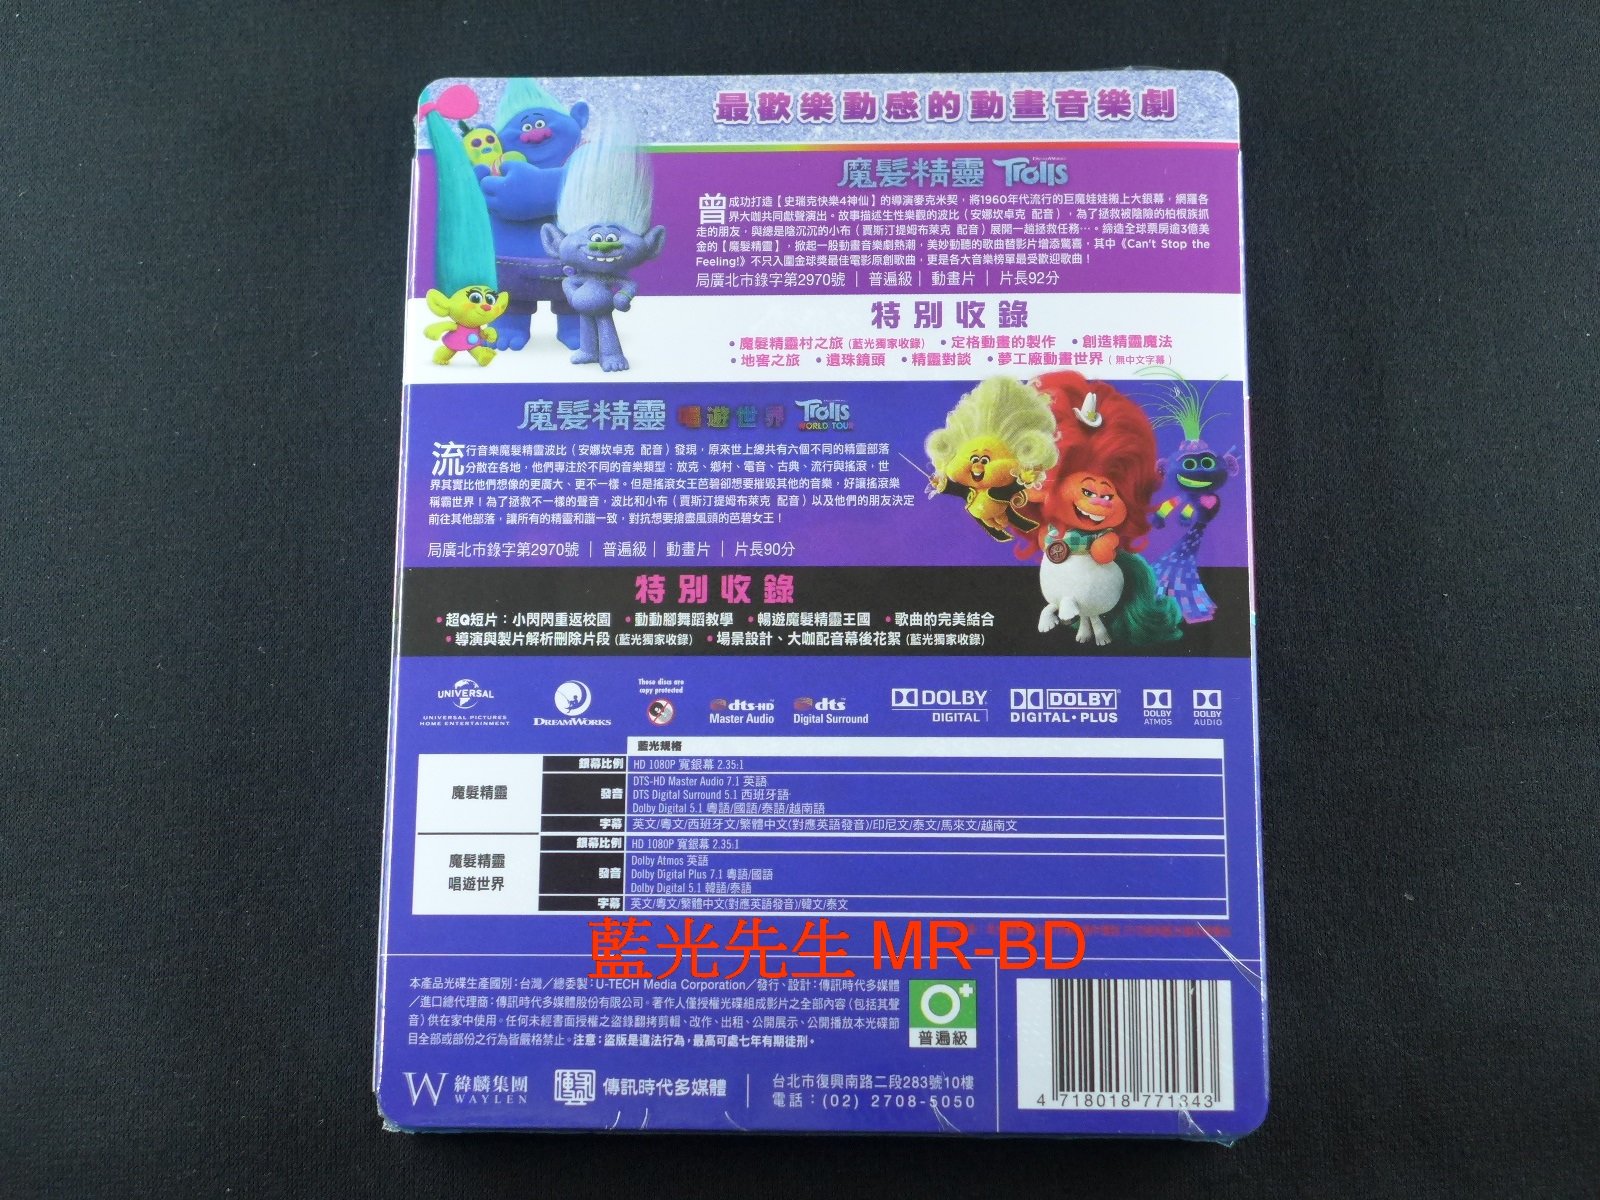 最歡樂動感的動畫音樂劇
魔髮精靈 Trolls
曾成功打造【史瑞克快樂4神仙】的導演麥克米契，將1960年代流行的巨魔娃娃搬上大銀幕，網羅各
界大咖共同獻聲演出。故事描述生性樂觀的波比（安娜坎卓克 配音），為了拯救被陰險的柏根族抓
走的朋友，與總是陰沉沉的小布（賈斯汀提姆布萊克 配音）展開一趟拯救任務…。締造全球票房逾3億美
金的【魔髮精靈】，掀起一股動畫音樂劇熱潮，美妙動聽的歌曲替影片增添驚喜，其中《Can't Stop the
Feeling!》不只入圍金球獎最佳電影原創歌曲，更是各大音樂榜單最受歡迎歌曲！
局廣北市錄字第2970號｜普遍級｜動畫片｜片長92分
特別收錄
•魔髮精靈村之旅(藍光獨家收錄) •定格動畫的製作 •創造精靈魔法
•地窖之旅 •遺珠鏡頭 •精靈對談 •夢工廠動畫世界(無中文字幕)
魔髮精靈 唱遊世界 Trolls WORLD TOUR
流行音樂魔髮精靈波比（安娜坎卓克 配音）發現，原來世上總共有六個不同的精靈部落
分散在各地，他們專注於不同的音樂類型：放克、鄉村、電音、古典、流行與搖滾，世
界其實比他們想像的更廣大、更不一樣。但是搖滾女王芭碧卻想要摧毀其他的音樂，好讓搖滾樂
稱霸世界！為了拯救不一樣的聲音，波比和小布（賈斯汀提姆布萊克 配音）以及他們的朋友決定
前往其他部落，讓所有的精靈和諧一致，對抗想要搶盡風頭的芭碧女王！
局廣北市錄字第2970號｜普遍級｜動畫片｜片長90分
特別收錄
•超Q短片：小閃閃重返校園 •動動腳舞蹈教學 •暢遊魔髮精靈王國 •歌曲的完美結合
•導演與製片解析刪除片段(藍光獨家收錄) •場景設計、大咖配音幕後花絮(藍光獨家收錄)
UNIVERSAL
UNIVERSAL PICTURES
HOME ENTERTAINMENT
DREAMWORKS
These discs are
copy protected
dts-HD
Master Audio
dts
Digital Surround
DOLBY
DIGITAL
DOLBY
DIGITAL•PLUS
DOLBY
ATMOS
DOLBY
AUDIO
藍光規格
魔髮精靈
銀幕比例 HD 1080P 寬銀幕 2.35:1
發音 DTS-HD Master Audio 7.1 英語
DTS Digital Surround 5.1 西班牙語
Dolby Digital 5.1 粵語/國語/泰語/越南語
字幕 英文/粵文/西班牙文/繁體中文(對應英語發音)/印尼文/泰文/馬來文/越南文
魔髮精靈
唱遊世界
銀幕比例 HD 1080P 寬銀幕 2.35:1
發音 Dolby Atmos 英語
Dolby Digital Plus 7.1 粵語/國語
Dolby Digital 5.1 韓語/泰語
字幕 英文/粵文/繁體中文(對應英語發音)/韓文/泰文
藍光先生 MR-BD
本產品光碟生產國別：台灣／總委製：U-TECH Media Corporation／發行、設計：傳訊時代多媒體
／進口總代理商：傳訊時代多媒體股份有限公司。著作人僅授權光碟組成影片之全部內容（包括其聲
音）供在家中使用。任何未經書面授權之盜錄翻拷剪輯、改作、出租、公開展示、公開播放本光碟節
目全部或部份之行為皆嚴格禁止。注意：盜版是違法行為，最高可處七年有期徒刑。
普遍級
W 緯麟集團
WAYLEN
傳訊時代多媒體
台北市復興南路二段283號10樓
電話：(02) 2708-5050
4 718018 771343